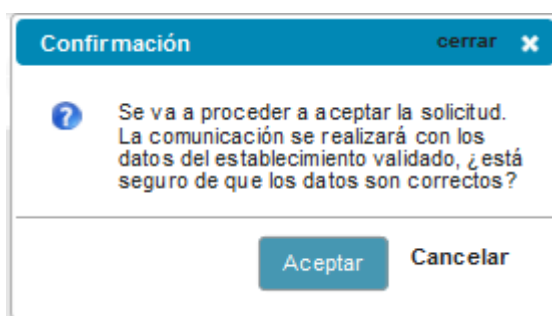 Confirmación cerrar
Se va a proceder a aceptar la solicitud.
La comunicación se realizará con los
datos del establecimiento validado, ¿está
seguro de que los datos son correctos?
Aceptar Cancelar